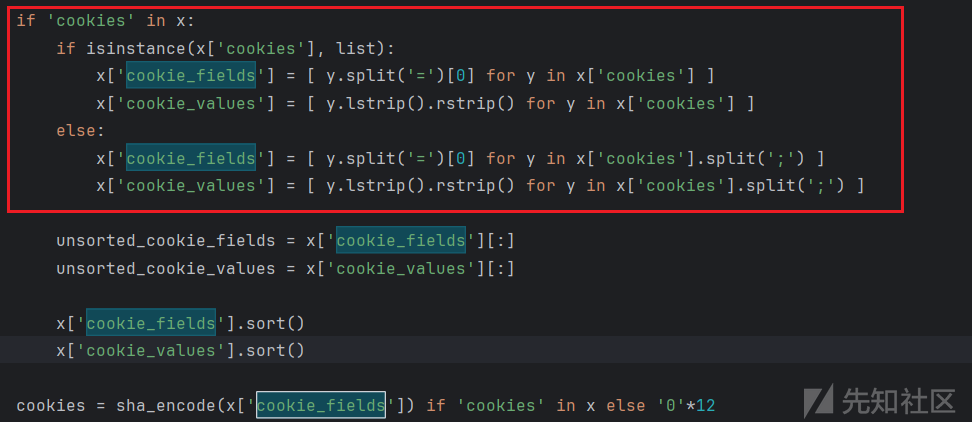 if 'cookies' in x:
    if isinstance(x['cookies'], list):
        x['cookie_fields'] = [ y.split('=')[0] for y in x['cookies'] ]
        x['cookie_values'] = [ y.lstrip().rstrip() for y in x['cookies'] ]
    else:
        x['cookie_fields'] = [ y.split('=')[0] for y in x['cookies'].split(';') ]
        x['cookie_values'] = [ y.lstrip().rstrip() for y in x['cookies'].split(';') ]
    unsorted_cookie_fields = x['cookie_fields'][:]
    unsorted_cookie_values = x['cookie_values'][:]
    x['cookie_fields'].sort()
    x['cookie_values'].sort()
cookies = sha_encode(x['cookie_fields']) if 'cookies' in x else '0'*12
先知社区